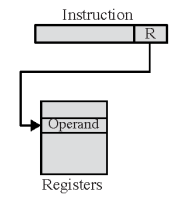 Instruction
R
Operand
Registers